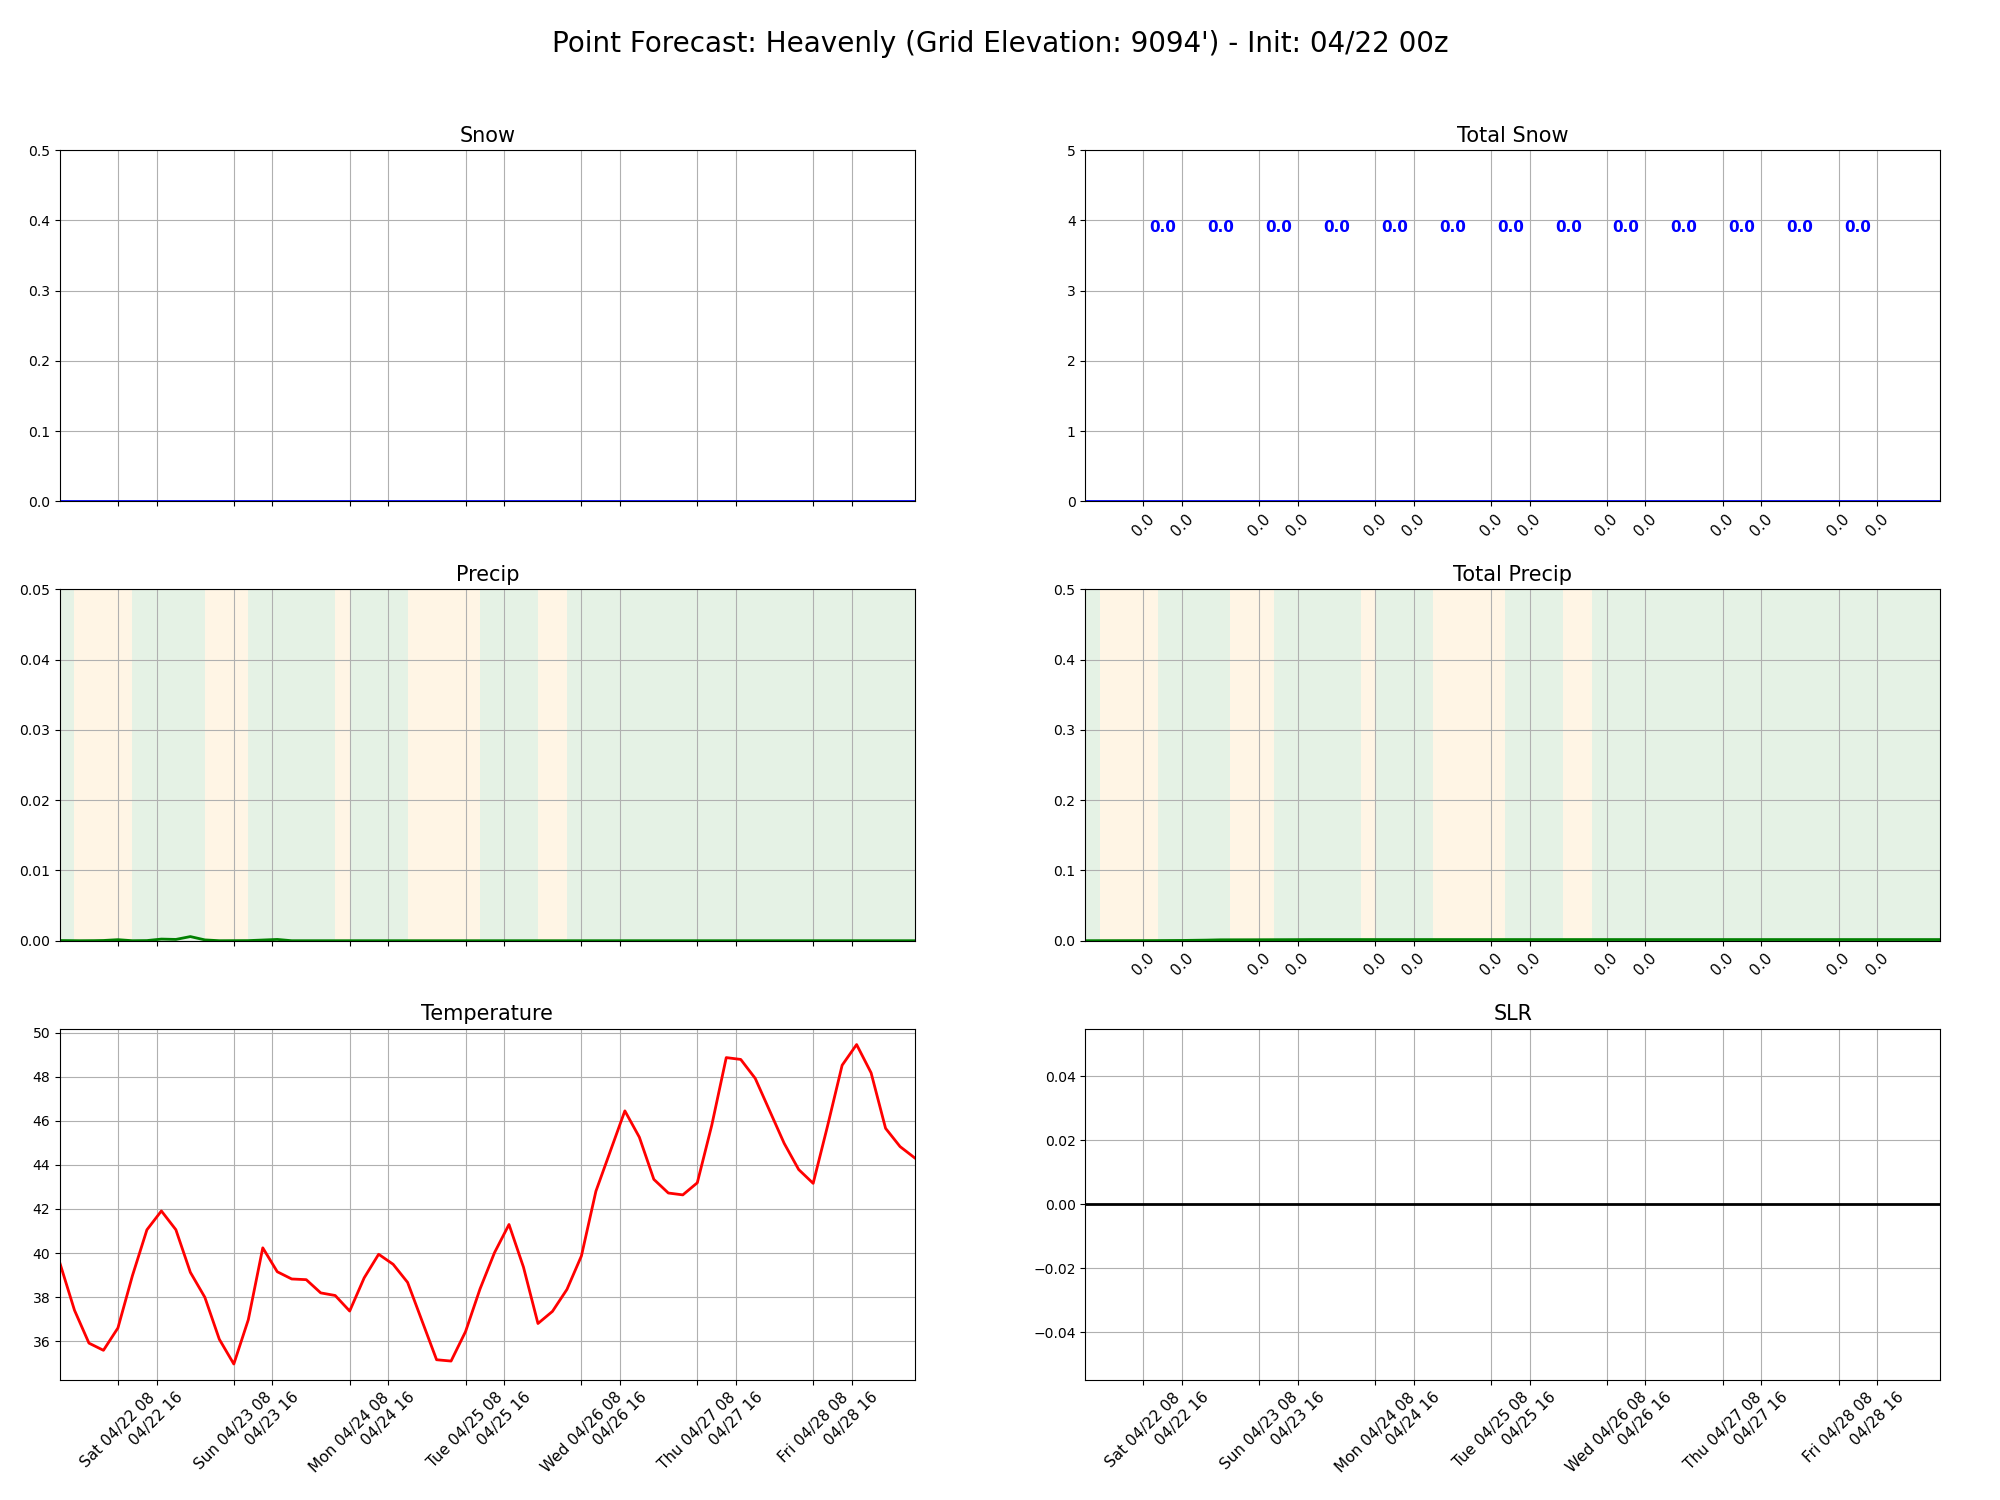 Point Forecast: Heavenly (Grid Elevation: 9094') - Init: 04/22 00z
Snow
0.5
0.4
0.3
0.2
0.1
0.0
Total Snow
5
4
3
2
1
0
0.0 0.0 0.0 0.0 0.0 0.0 0.0 0.0 0.0 0.0 0.0 0.0 0.0
0.0 0.0 0.0 0.0 0.0 0.0 0.0 0.0 0.0 0.0 0.0 0.0 0.0 0.0
Precip
0.05
0.04
0.03
0.02
0.01
0.00
Total Precip
0.5
0.4
0.3
0.2
0.1
0.0
0.0 0.0 0.0 0.0 0.0 0.0 0.0 0.0 0.0 0.0 0.0 0.0 0.0 0.0
Temperature
50
48
46
44
42
40
38
36
Sat 04/22 08
04/22 16
Sun 04/23 08
04/23 16
Mon 04/24 08
04/24 16
Tue 04/25 08
04/25 16
Wed 04/26 08
04/26 16
Thu 04/27 08
04/27 16
Fri 04/28 08
04/28 16
SLR
0.04
0.02
0.00
−0.02
−0.04
Sat 04/22 08
04/22 16
Sun 04/23 08
04/23 16
Mon 04/24 08
04/24 16
Tue 04/25 08
04/25 16
Wed 04/26 08
04/26 16
Thu 04/27 08
04/27 16
Fri 04/28 08
04/28 16